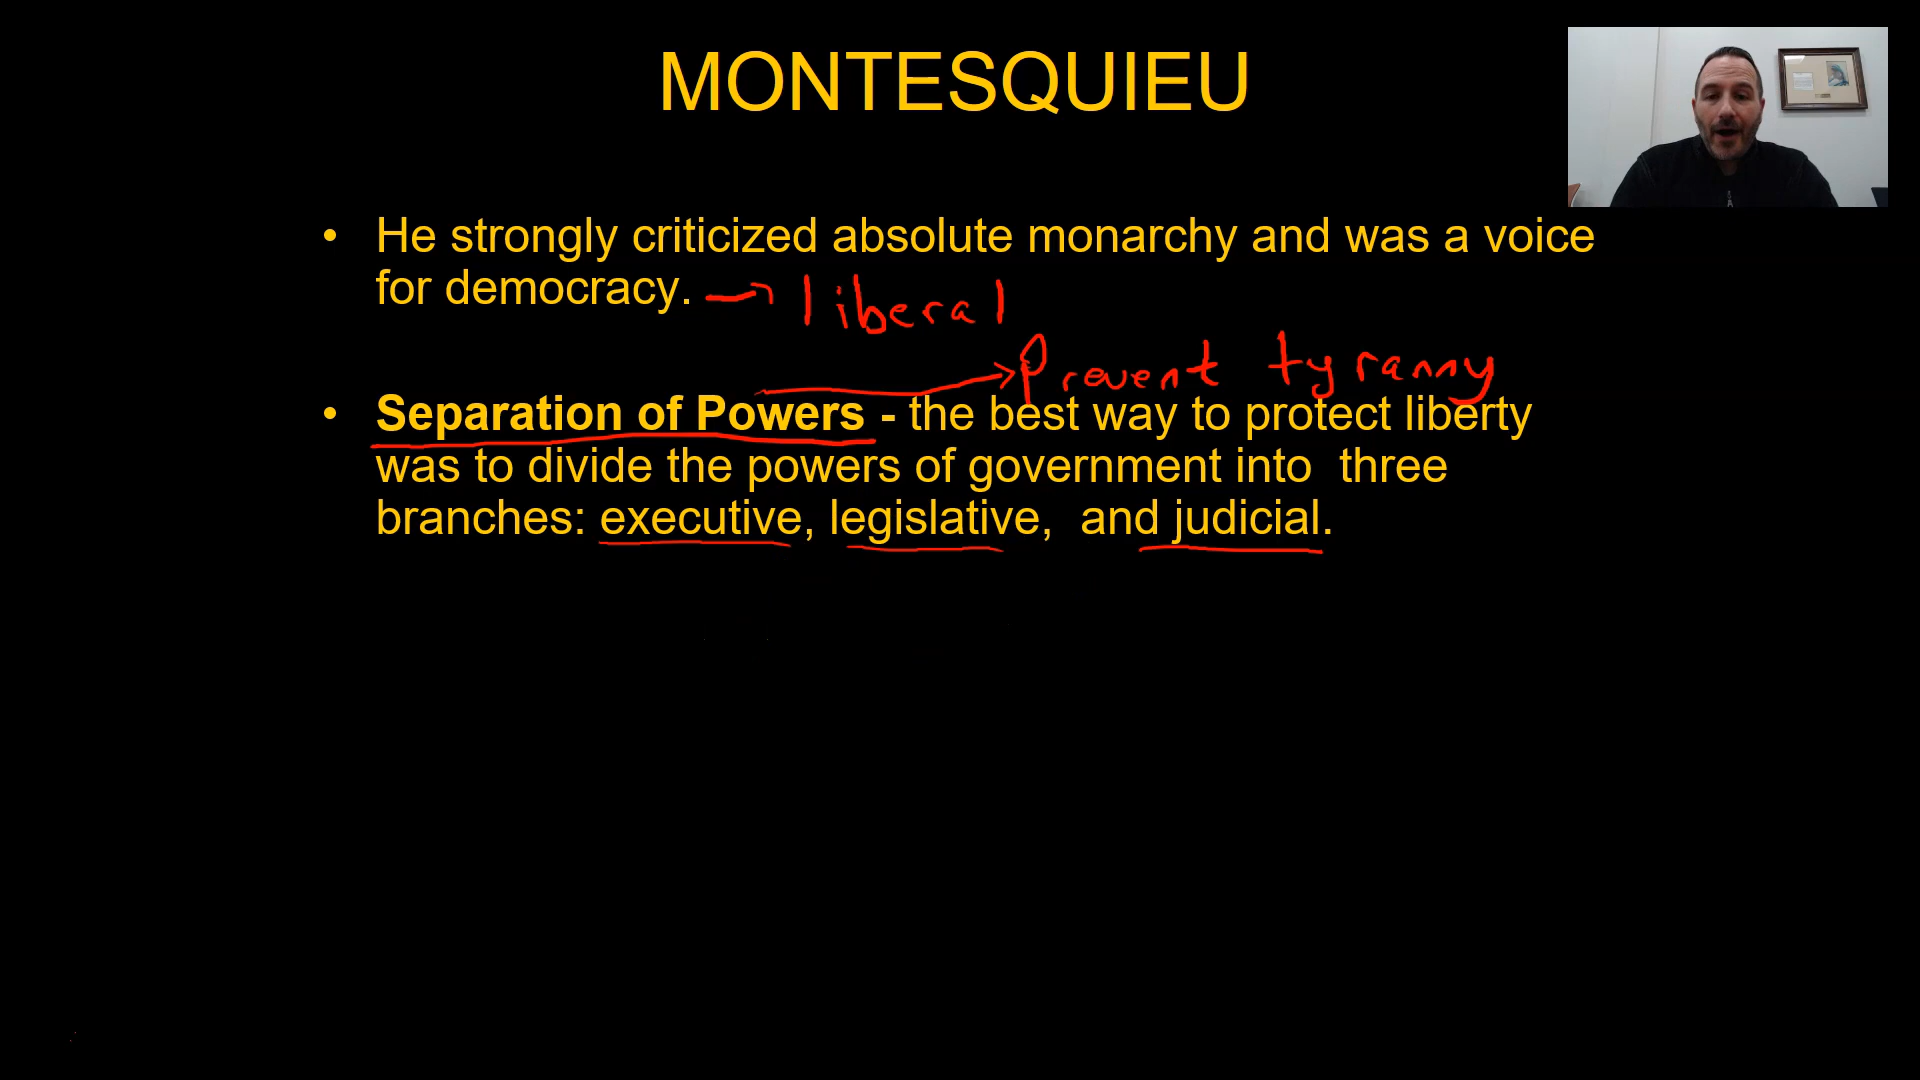 MONTESQUIEU
• He strongly criticized absolute monarchy and was a voice
for democracy. → liberal
Prevent tyranny
• Separation of Powers - the best way to protect liberty
was to divide the powers of government into three
branches: executive, legislative, and judicial.